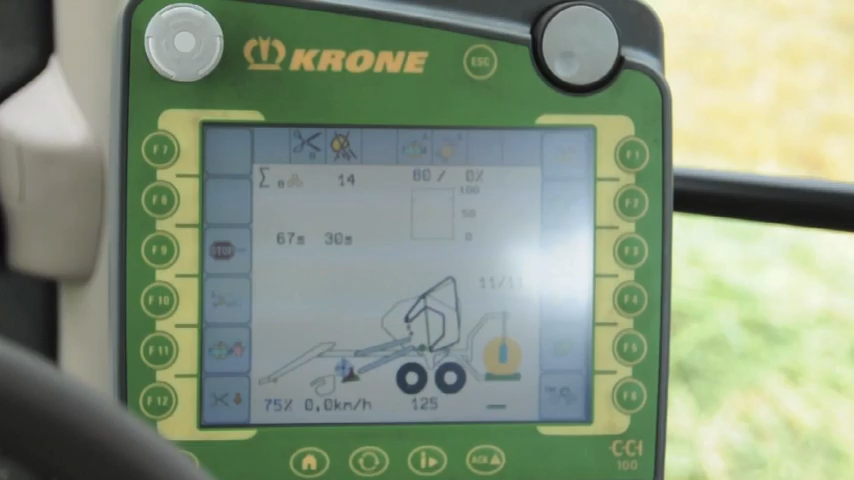 KRONE
ESC
F7
F8
F9
F10
F11
F12
F1
F2
F3
F4
F5
F6
Σ 14
80 / 0%
100
50
0
67s 30s
STOP
11/11
75% 0,0km/h 125
ACK
CCI
100